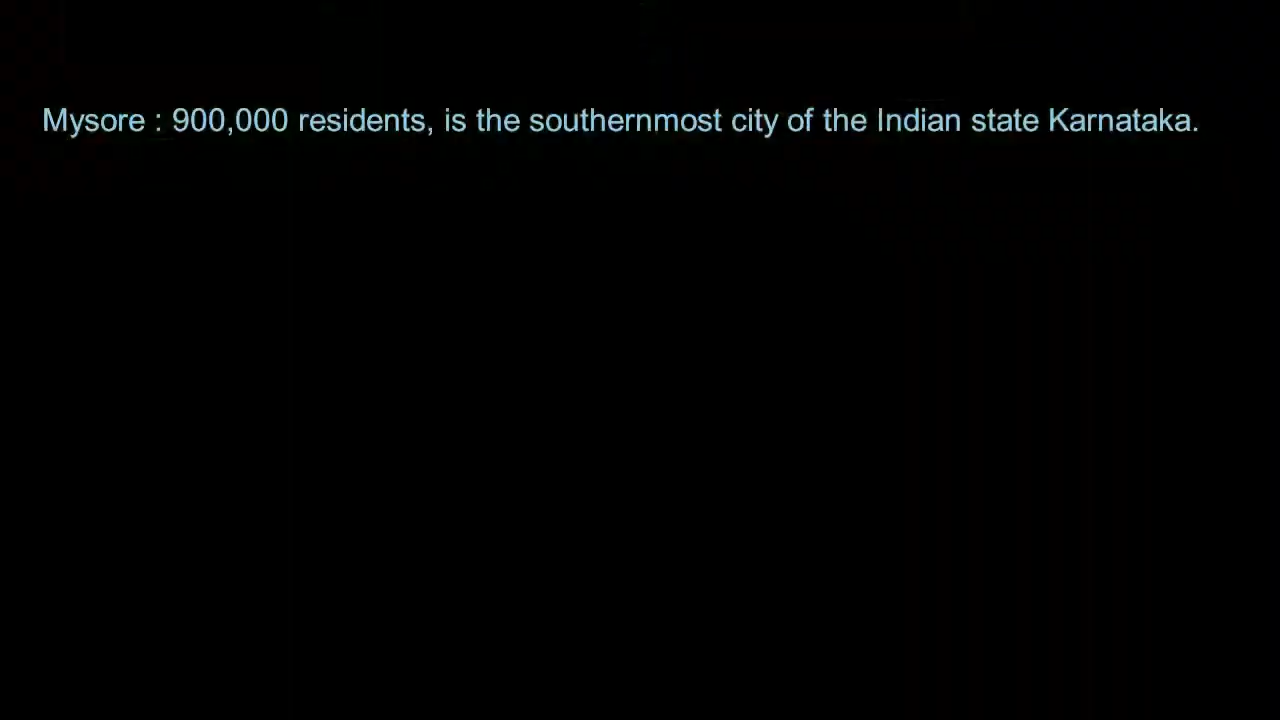 Mysore : 900,000 residents, is the southernmost city of the Indian state Karnataka.